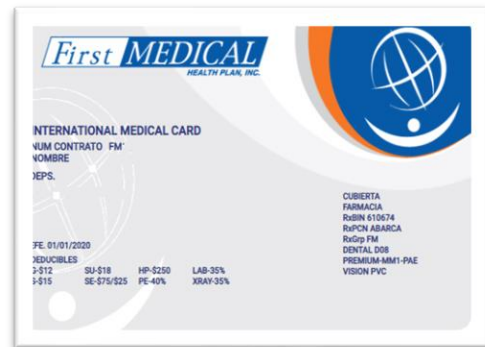 First MEDICAL
HEALTH PLAN, INC.
INTERNATIONAL MEDICAL CARD
NUM CONTRATO FM
NOMBRE
DEPS.
EFE. 01/01/2020
DEDUCIBLES
G-$12 SU-$18 HP-$250 LAB-35%
-$15 SE-$75/$25 PE-40% XRAY-35%
CUBIERTA
FARMACIA
RxBIN 610674
RxPCN ABARCA
RxGrp FM
DENTAL D08
PREMIUM-MM1-PAE
VISION PVC